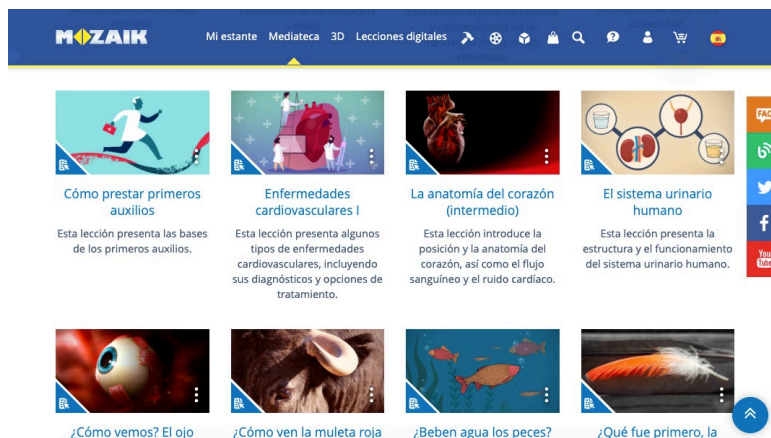 MOZAIK
Mi estante Mediateca 3D Lecciones digitales
FAQ
Cómo prestar primeros
auxilios
Esta lección presenta las bases
de los primeros auxilios.
Enfermedades
cardiovasculares I
Esta lección presenta algunos
tipos de enfermedades
cardiovasculares, incluyendo
sus diagnósticos y opciones de
tratamiento.
La anatomía del corazón
(intermedio)
Esta lección introduce la
posición y la anatomía del
corazón, así como el flujo
sanguíneo y el ruido cardíaco.
El sistema urinario
humano
Esta lección presenta la
estructura y el funcionamiento
del sistema urinario humano.
You
Tube
¿Cómo vemos? El ojo
¿Cómo ven la muleta roja
¿Beben agua los peces?
¿Qué fue primero, la